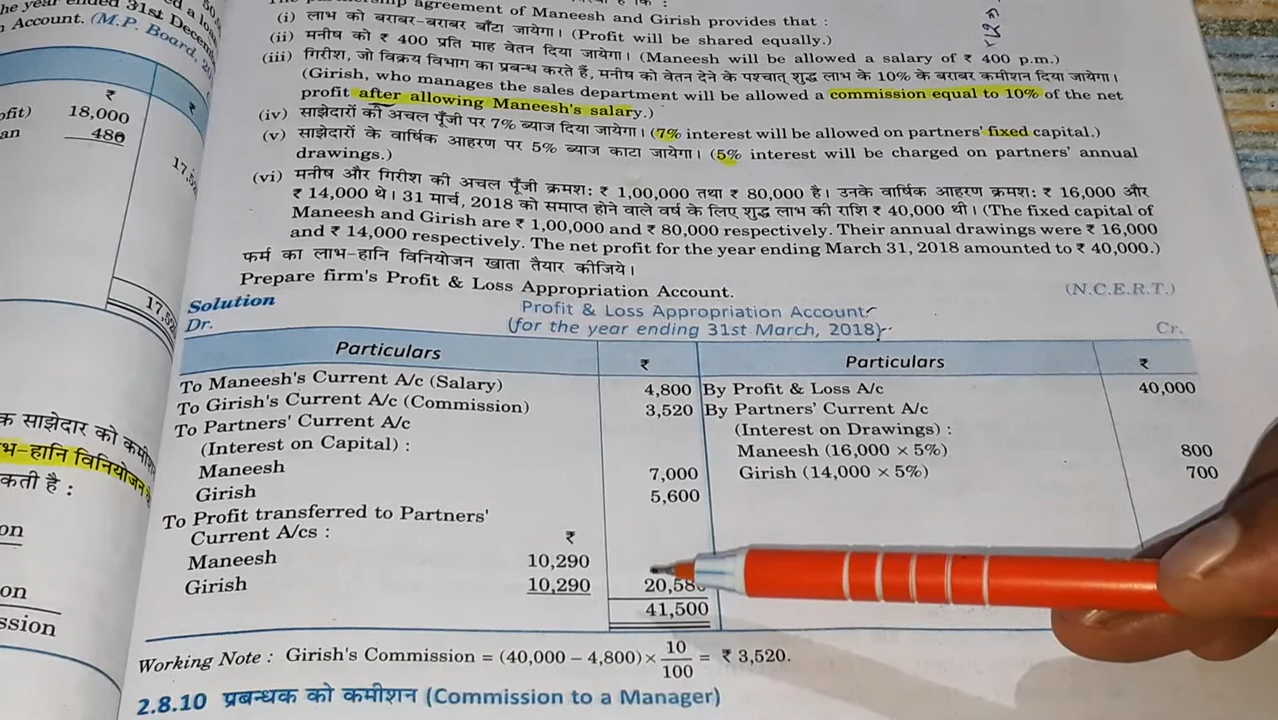 31st December
Account. (M.P. Board,
18,000
486
partnership agreement of Maneesh and Girish provides that :
(i) लाभ को बराबर-बराबर बाँटा जायेगा। (Profit will be shared equally.)
(ii) मनीष को ₹ 400 प्रति माह वेतन दिया जायेगा। (Maneesh will be allowed a salary of ₹ 400 p.m.)
(iii) गिरीश, जो विक्रय विभाग का प्रबन्ध करते हैं, मनीष को वेतन देने के पश्चात् शुद्ध लाभ के 10% के बराबर कमीशन दिया जायेगा।
(Girish, who manages the sales department will be allowed a commission equal to 10% of the net
profit after allowing Maneesh's salary.)
(iv) साझेदारों की अचल पूँजी पर 7% ब्याज दिया जायेगा। (7% interest will be allowed on partners' fixed capital.)
(v) साझेदारों के वार्षिक आहरण पर 5% ब्याज काटा जायेगा। (5% interest will be charged on partners' annual
drawings.)
(vi) मनीष और गिरीश की अचल पूँजी क्रमश: ₹ 1,00,000 तथा ₹ 80,000 है। उनके वार्षिक आहरण क्रमश: ₹ 16,000 और
₹ 14,000 थे। 31 मार्च, 2018 को समाप्त होने वाले वर्ष के लिए शुद्ध लाभ की राशि ₹ 40,000 थी। (The fixed capital of
Maneesh and Girish are ₹ 1,00,000 and ₹ 80,000 respectively. Their annual drawings were ₹ 16,000
and ₹ 14,000 respectively. The net profit for the year ending March 31, 2018 amounted to ₹ 40,000.)
फर्म का लाभ-हानि विनियोजन खाता तैयार कीजिये।
Prepare firm's Profit & Loss Appropriation Account. (N.C.E.R.T.)
Solution Profit & Loss Appropriation Account
Dr. (for the year ending 31st March, 2018) Cr.
Particulars ₹ Particulars ₹
To Maneesh's Current A/c (Salary) 4,800 By Profit & Loss A/c 40,000
To Girish's Current A/c (Commission) 3,520 By Partners' Current A/c
To Partners' Current A/c (Interest on Drawings) :
(Interest on Capital) : Maneesh (16,000 × 5%) 800
Maneesh 7,000 Girish (14,000 × 5%) 700
Girish 5,600
To Profit transferred to Partners'
Current A/cs : ₹
Maneesh 10,290
Girish 10,290 20,58
41,500
Working Note : Girish's Commission = (40,000 – 4,800) × 10/100 = ₹ 3,520.
2.8.10 प्रबन्धक को कमीशन (Commission to a Manager)